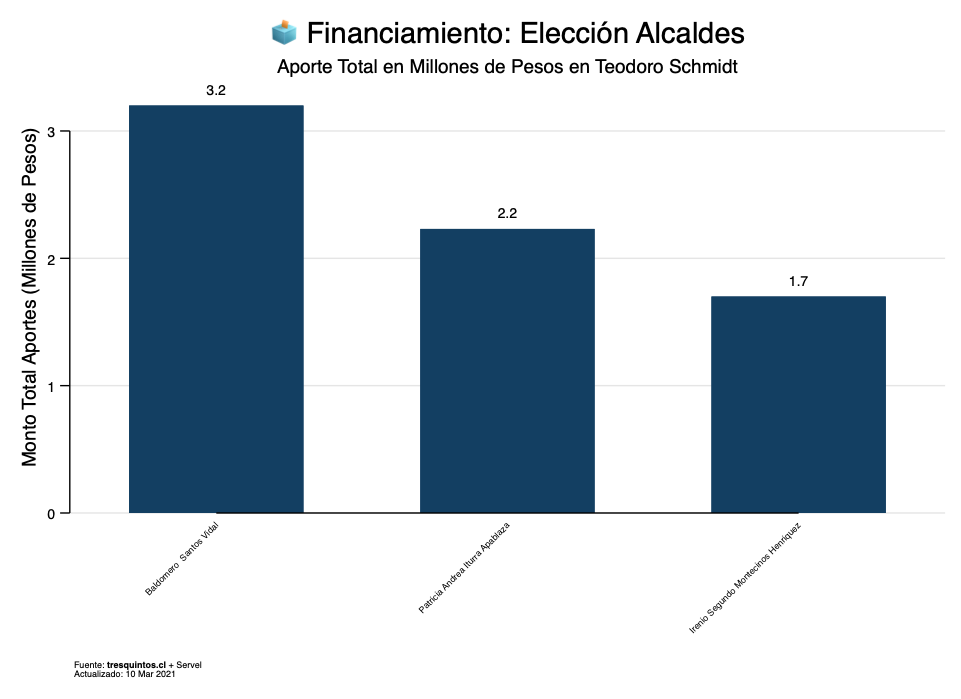 Financiamiento: Elección Alcaldes
Aporte Total en Millones de Pesos en Teodoro Schmidt
Monto Total Aportes (Millones de Pesos)
3
2
1
0
3.2
2.2
1.7
Baldomero Santos Vidal
Patricia Andrea Iturra Apablaza
Irenio Segundo Montecinos Henriquez
Fuente: tresquintos.cl + Servel
Actualizado: 10 Mar 2021